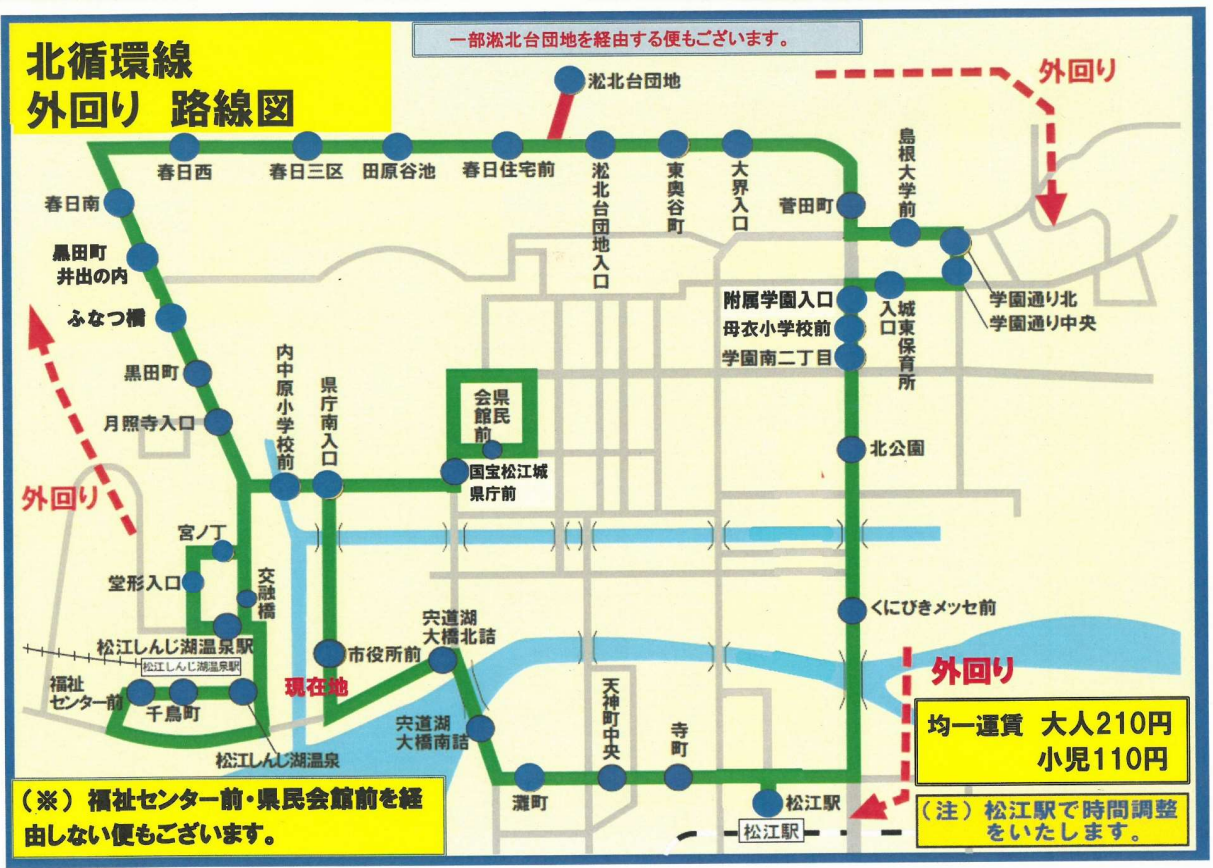 北循環線
外回り 路線図
一部淞北台団地を経由する便もございます。
淞北台団地
外回り
春日西
春日三区
田原谷池
春日住宅前
淞北台団地入口
東奥谷町
大界入口
菅田町
島根大学前
学園通り北
学園通り中央
城東保育所
入口
附属学園入口
母衣小学校前
学園南二丁目
北公園
くにびきメッセ前
春日南
黒田町
井出の内
ふなつ橋
黒田町
月照寺入口
外回り
内中原小学校前
県庁南入口
県民
会館前
国宝松江城
県庁前
宮ノ丁
堂形入口
交融橋
松江しんじ湖温泉駅
松江しんじ湖温泉駅
福祉
センター前
千鳥町
松江しんじ湖温泉
市役所前
現在地
宍道湖
大橋北詰
宍道湖
大橋南詰
灘町
天神町中央
寺町
松江駅
松江駅
外回り
均一運賃 大人210円
小児110円
(注)松江駅で時間調整
をいたします。
(※)福祉センター前・県民会館前を経
由しない便もございます。